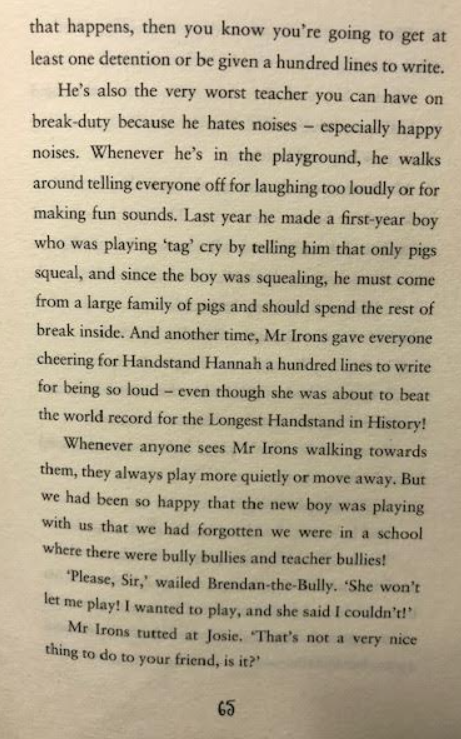 that happens, then you know you're going to get at
least one detention or be given a hundred lines to write.
He's also the very worst teacher you can have on
break-duty because he hates noises – especially happy
noises. Whenever he's in the playground, he walks
around telling everyone off for laughing too loudly or for
making fun sounds. Last year he made a first-year boy
who was playing 'tag' cry by telling him that only pigs
squeal, and since the boy was squealing, he must come
from a large family of pigs and should spend the rest of
break inside. And another time, Mr Irons gave everyone
cheering for Handstand Hannah a hundred lines to write
for being so loud – even though she was about to beat
the world record for the Longest Handstand in History!
Whenever anyone sees Mr Irons walking towards
them, they always play more quietly or move away. But
we had been so happy that the new boy was playing
with us that we had forgotten we were in a school
where there were bully bullies and teacher bullies!
'Please, Sir,' wailed Brendan-the-Bully. 'She won't
let me play! I wanted to play, and she said I couldn't!'
Mr Irons tutted at Josie. 'That's not a very nice
thing to do to your friend, is it?'
65